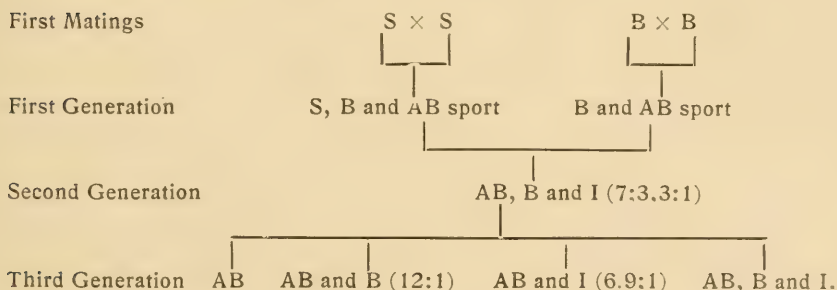 First Matings S × S B × B
First Generation S, B and AB sport B and AB sport
Second Generation AB, B and I (7:3.3:1)
Third Generation AB AB and B (12:1) AB and I (6.9:1) AB, B and I.